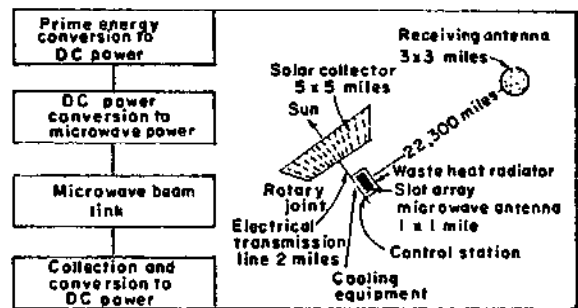 Prime energy
conversion to
DC power
DC power
conversion to
microwave power
Microwave beam
link
Collection and
conversion to
DC power
Receiving antenna
3 x 3 miles
Solar collector
5 x 5 miles
Sun
22,300 miles
Waste heat radiator
Slot array
microwave antenna
1 x 1 mile
Rotary
joint
Electrical
transmission
line 2 miles
Control station
Cooling
equipment